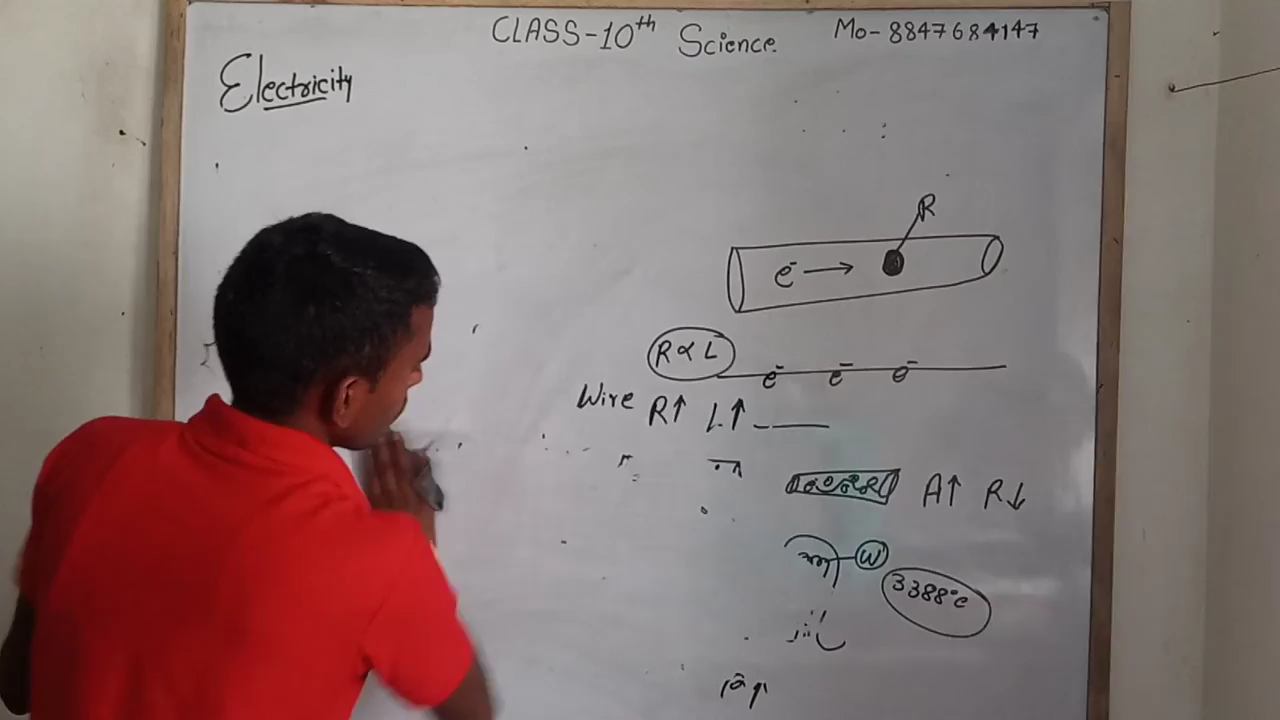 CLASS-10th Science Mo-8847684147
Electricity
R
e⁻ →
R ∝ L
e⁻ e⁻ e⁻
Wire R↑ L↑
A↑ R↓
W
3388°c